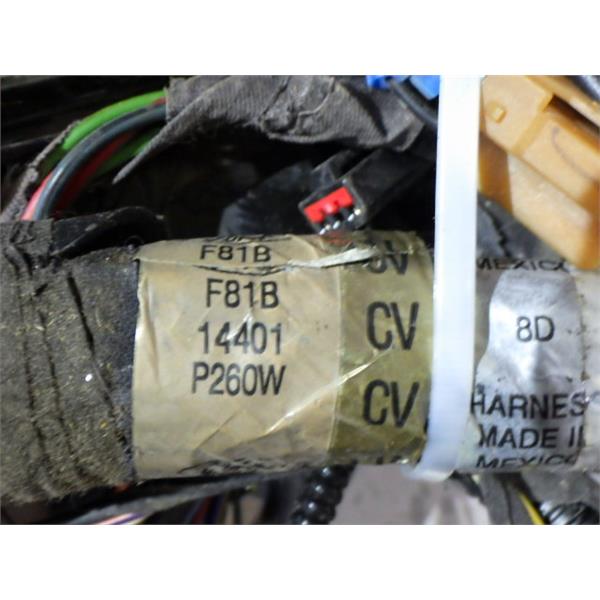 F81B
F81B
14401
P260W
CV
CV
CV
MEXICO
8D
HARNES
MADE I
MEXICO